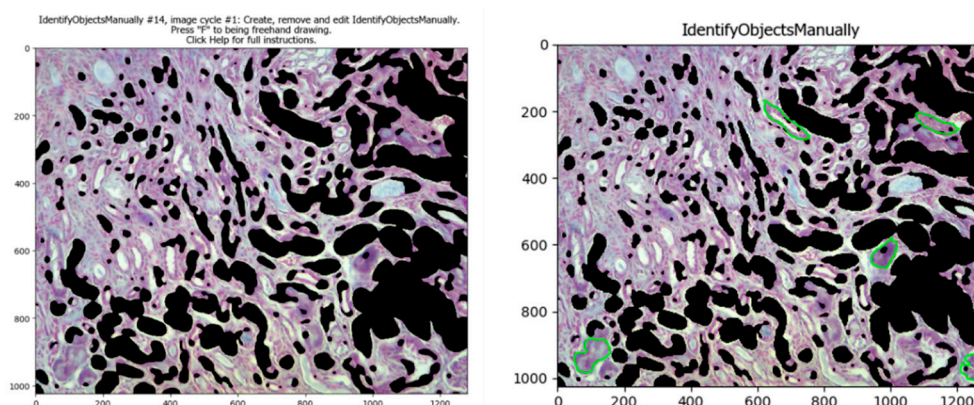 IdentifyObjectsManually #14, image cycle #1: Create, remove and edit IdentifyObjectsManually.
Press "F" to being freehand drawing.
Click Help for full instructions.
0
200
400
600
800
1000
0 200 400 600 800 1000 1200
IdentifyObjectsManually
0
200
400
600
800
1000
0 200 400 600 800 1000 1200